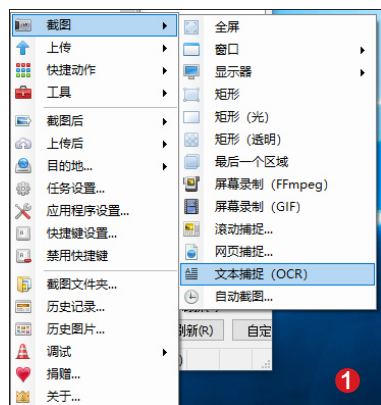 截图
上传
快捷动作
工具
截图后
上传后
目的地...
任务设置...
应用程序设置...
快捷键设置...
禁用快捷键
截图文件夹...
历史记录...
历史图片...
调试
捐赠...
关于...
全屏
窗口
显示器
矩形
矩形（光）
矩形（透明）
最后一个区域
屏幕录制（FFmpeg）
屏幕录制（GIF）
滚动捕捉...
网页捕捉...
文本捕捉（OCR）
自动截图...
刷新(R)
自定
1